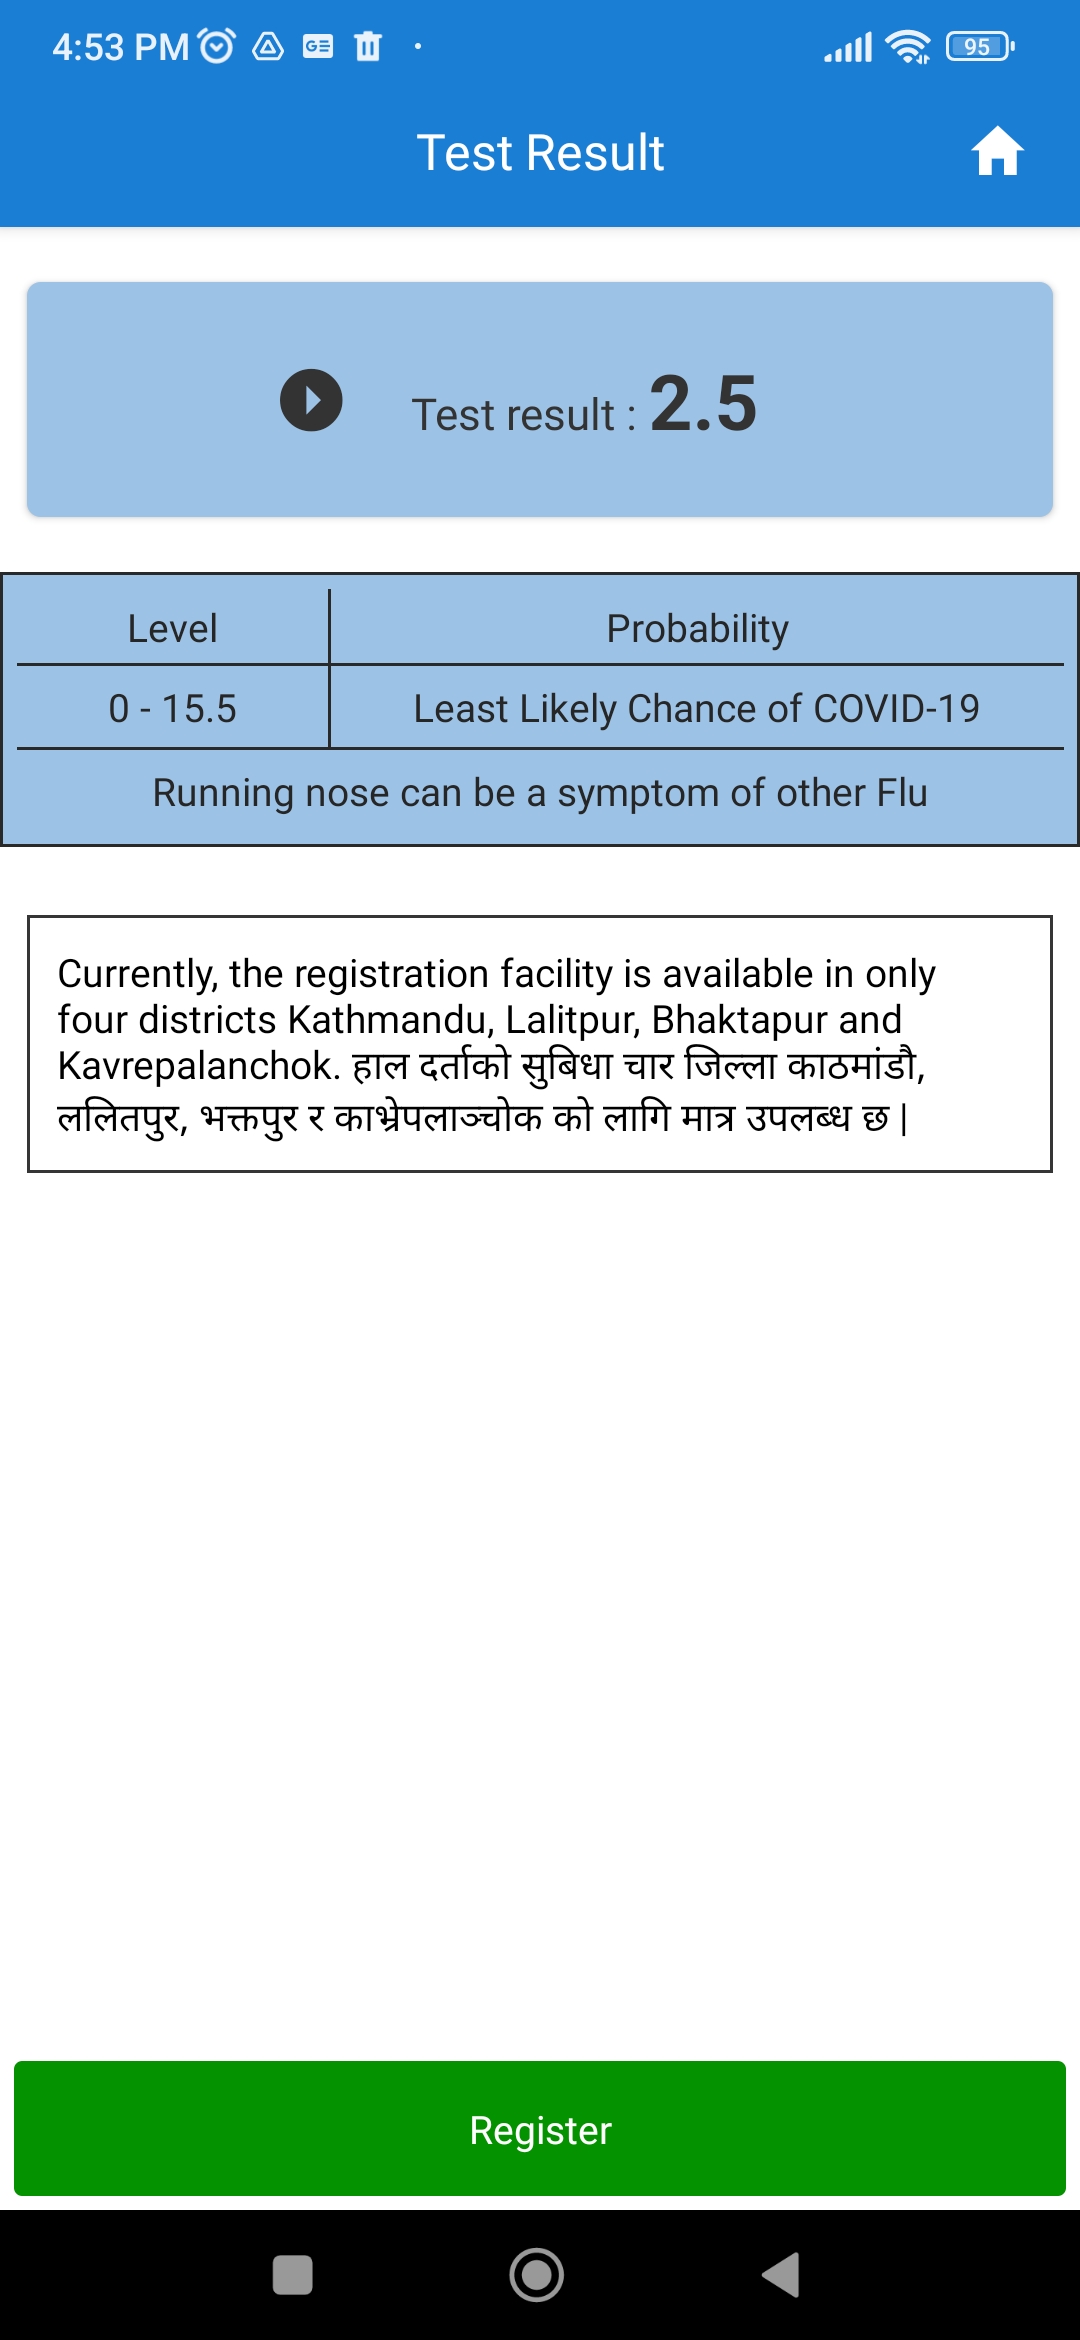 4:53 PM
95
Test Result
Test result : 2.5
Level Probability
0 - 15.5 Least Likely Chance of COVID-19
Running nose can be a symptom of other Flu
Currently, the registration facility is available in only
four districts Kathmandu, Lalitpur, Bhaktapur and
Kavrepalanchok. हाल दर्ताको सुबिधा चार जिल्ला काठमांडौ,
ललितपुर, भक्तपुर र काभ्रेपलाञ्चोक को लागि मात्र उपलब्ध छ |
Register